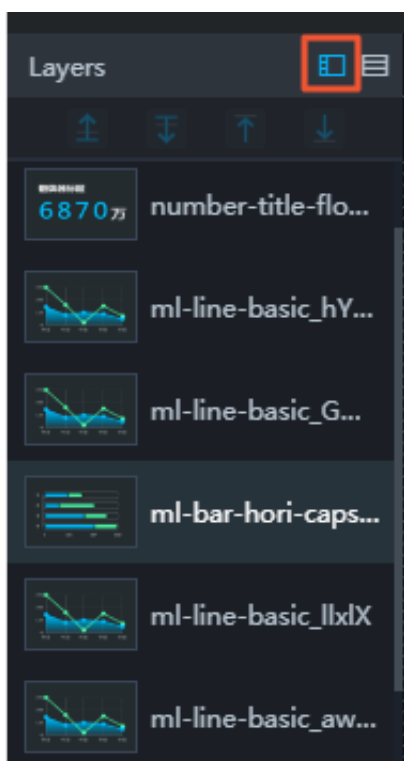 Layers
6870万
number-title-flo...
ml-line-basic_hY...
ml-line-basic_G...
ml-bar-hori-caps...
ml-line-basic_llxlX
ml-line-basic_aw...